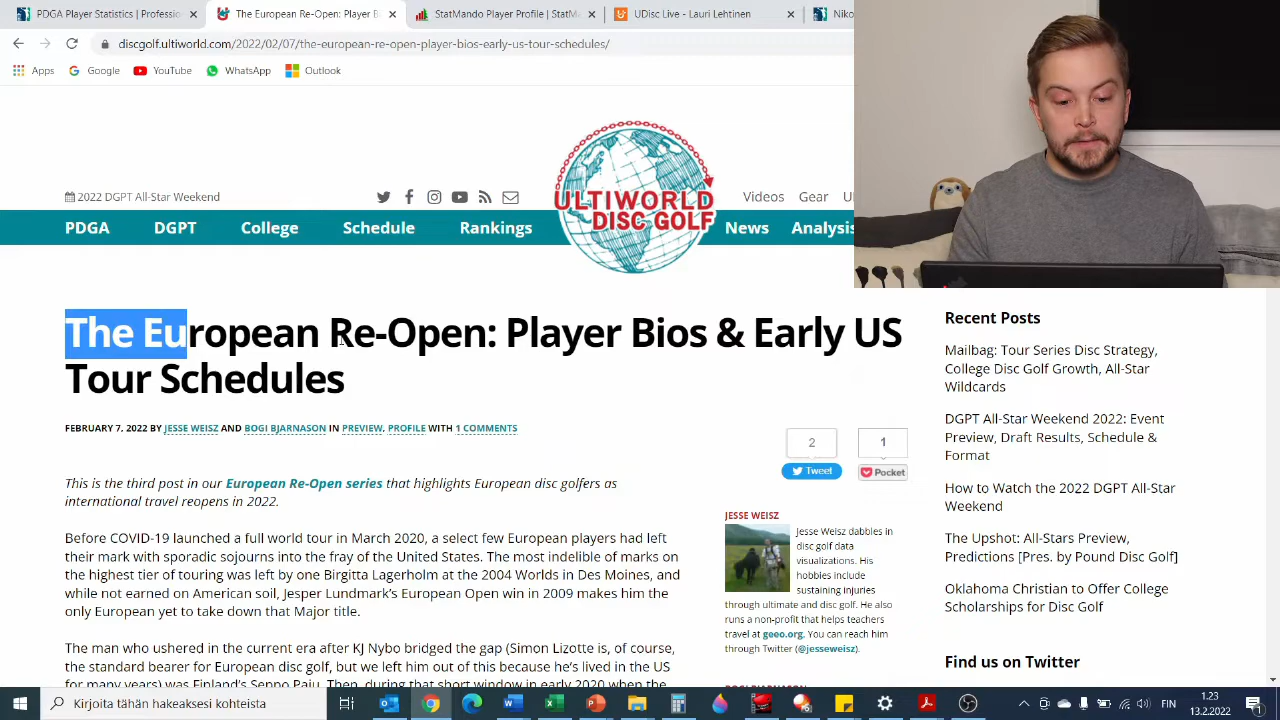 PDGA Player Statistics
The European Re-Open: Player B
StatMando Player Profile | StatM
UDisc Live - Lauri Lehtinen
Niko
discgolf.ultiworld.com/2022/02/07/the-european-re-open-player-bios-early-us-tour-schedules/
Apps Google YouTube WhatsApp Outlook
2022 DGPT All-Star Weekend
Videos Gear
ULTIWORLD
DISC GOLF
PDGA DGPT College Schedule Rankings News Analysis
The European Re-Open: Player Bios & Early US
Tour Schedules
FEBRUARY 7, 2022 BY JESSE WEISZ AND BOGI BJARNASON IN PREVIEW, PROFILE WITH 1 COMMENTS
2
Tweet
1
Pocket
This is the third part in our European Re-Open series that highlights European disc golfers as
international travel reopens in 2022.
Before COVID-19 launched a full world tour in March 2020, a select few European players had left
their mark with sporadic sojourns into the fray of the United States. The most indelible of marks on
the highest tier of touring was left by one Birgitta Lagerholm at the 2004 Worlds in Des Moines, and
while not earned on American soil, Jesper Lundmark's European Open win in 2009 makes him the
only European yet to take down that Major title.
The man who ushered in the current era after KJ Nybo bridged the gap (Simon Lizotte is, of course,
the standard bearer for European disc golf, but we left him out of this because he's lived in the US
for many years) was Finland's Seppo Paju. Then, during that short window in early 2020 when the
JESSE WEISZ
Jesse Weisz dabbles in
disc golf data
visualizations. His
hobbies include
sustaining injuries
through ultimate and disc golf. He also
runs a non-profit that helps teachers
travel at geeo.org. You can reach him
through Twitter (@jesseweisz).
BOGI BJARNASON
Recent Posts
Mailbag: Tour Series Disc Strategy,
College Disc Golf Growth, All-Star
Wildcards
DGPT All-Star Weekend 2022: Event
Preview, Draft Results, Schedule &
Format
How to Watch the 2022 DGPT All-Star
Weekend
The Upshot: All-Stars Preview,
Predictions [Pres. by Pound Disc Golf]
Oklahoma Christian to Offer College
Scholarships for Disc Golf
Find us on Twitter
Kirjoita tähän hakeaksesi kohteita
FIN
1.23
13.2.2022